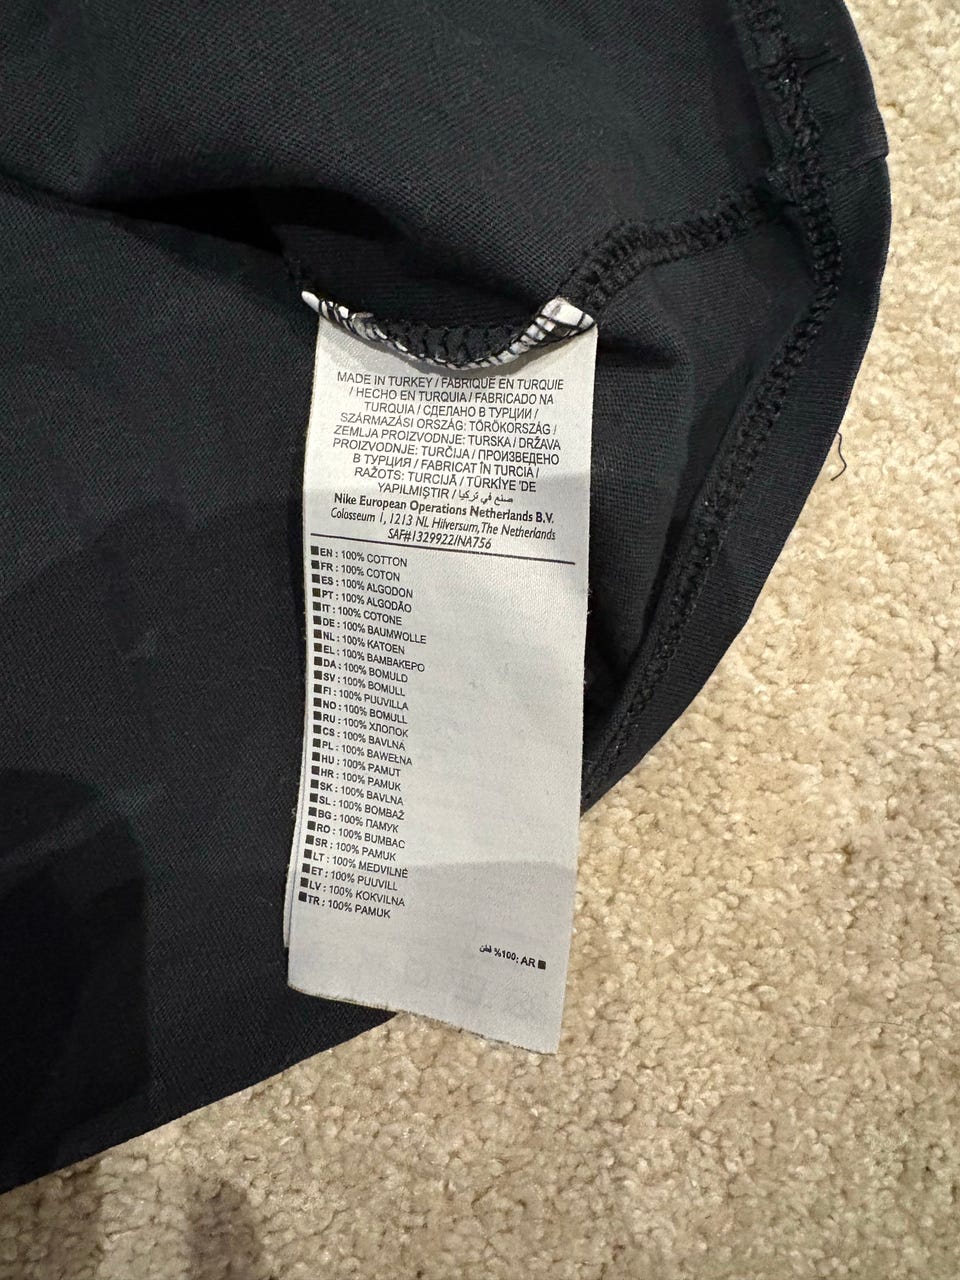 MADE IN TURKEY / FABRIQUÉ EN TURQUIE
/ HECHO EN TURQUIA / FABRICADO NA
TURQUIA / СДЕЛАНО В ТУРЦИИ /
SZÁRMAZÁSI ORSZÁG: TÖRÖKORSZÁG /
ZEMLJA PROIZVODNJE: TURSKA / DRŽAVA
PROIZVODNJE: TURČIJA / ПРОИЗВЕДЕНО
В ТУРЦИЯ / FABRICAT ÎN TURCIA /
RAŽOTS: TURCIJĀ / TÜRKİYE 'DE
YAPILMIŞTIR / صنع في تركيا
Nike European Operations Netherlands B.V.
Colosseum 1, 1213 NL Hilversum, The Netherlands
SAF#1329922/NA756
EN : 100% COTTON
FR : 100% COTON
ES : 100% ALGODON
PT : 100% ALGODÃO
IT : 100% COTONE
DE : 100% BAUMWOLLE
NL : 100% KATOEN
EL : 100% ΒΑΜΒΑΚΕΡΟ
DA : 100% BOMULD
SV : 100% BOMULL
FI : 100% PUUVILLA
NO : 100% BOMULL
RU : 100% ХЛОПОК
CS : 100% BAVLNA
PL : 100% BAWEŁNA
HU : 100% PAMUT
HR : 100% PAMUK
SK : 100% BAVLNA
SL : 100% BOMBAŽ
BG : 100% ПАМУК
RO : 100% BUMBAC
SR : 100% PAMUK
LT : 100% MEDVILNĖ
ET : 100% PUUVILL
LV : 100% KOKVILNA
TR : 100% PAMUK
قطن %100 : AR